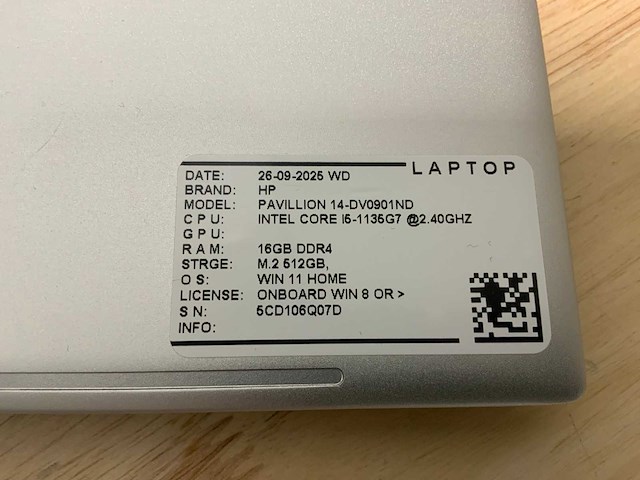 LAPTOP
DATE: 26-09-2025 WD
BRAND: HP
MODEL: PAVILLION 14-DV0901ND
CPU: INTEL CORE I5-1135G7 @2.40GHZ
GPU:
RAM: 16GB DDR4
STRGE: M.2 512GB,
OS: WIN 11 HOME
LICENSE: ONBOARD WIN 8 OR >
SN: 5CD106Q07D
INFO: